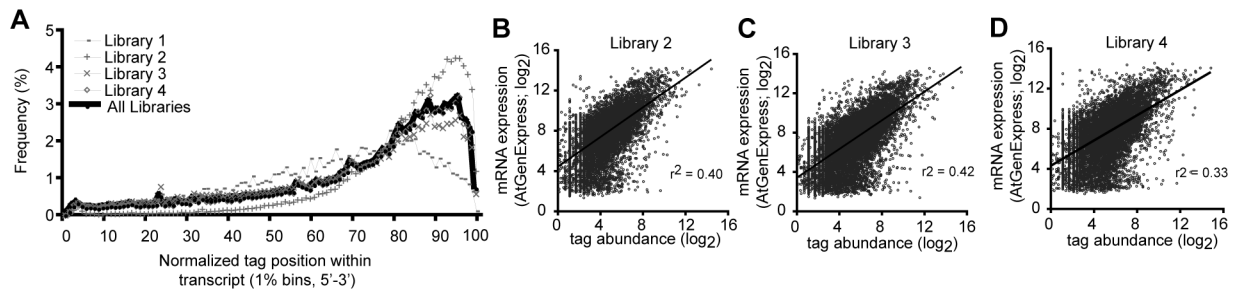 A
Frequency (%)
5
4
3
2
1
0
Library 1
Library 2
Library 3
Library 4
All Libraries
0 10 20 30 40 50 60 70 80 90 100
Normalized tag position within
transcript (1% bins, 5'-3')
B
Library 2
mRNA expression
(AtGenExpress; log2)
16
12
8
4
0
r2 = 0.40
0 4 8 12 16
tag abundance (log2)
C
Library 3
mRNA expression
(AtGenExpress; log2)
16
12
8
4
0
r2 = 0.42
0 4 8 12 16
tag abundance (log2)
D
Library 4
mRNA expression
(AtGenExpress; log2)
16
12
8
4
0
r2 = 0.33
0 4 8 12 16
tag abundance (log2)